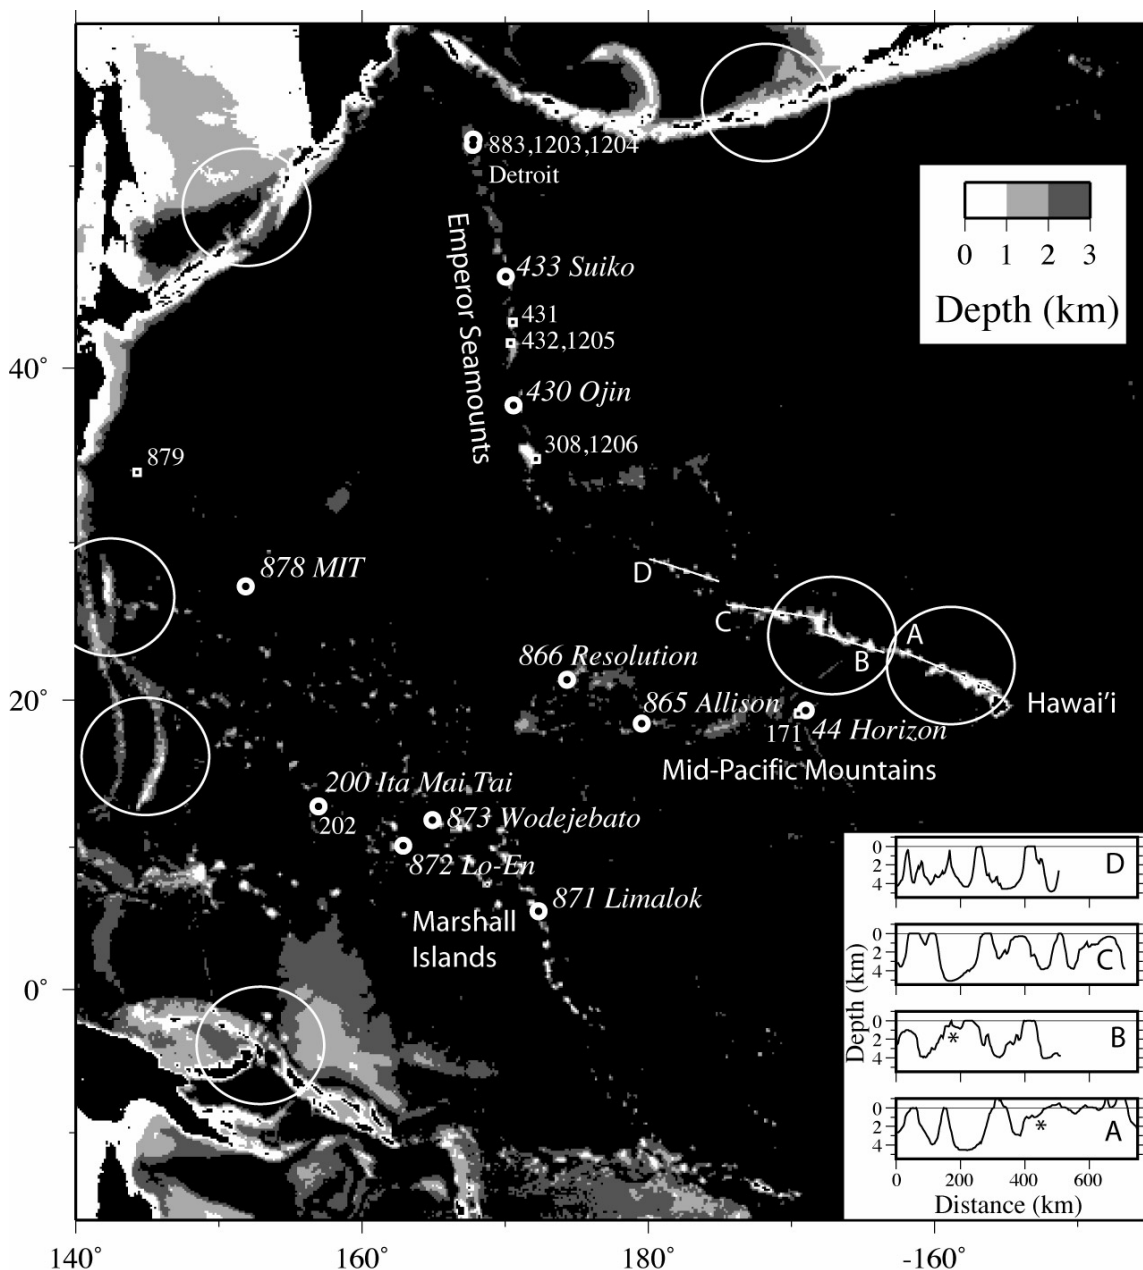 883,1203,1204
Detroit
Emperor Seamounts
433 Suiko
431
432,1205
430 Ojin
308,1206
879
878 MIT
0 1 2 3
Depth (km)
40°
20°
0°
D
C
B
A
Hawai'i
866 Resolution
865 Allison
171
44 Horizon
Mid-Pacific Mountains
200 Ita Mai Tai
202
873 Wodejebato
872 Lo-En
871 Limalok
Marshall
Islands
Depth (km)
0
2
4
D
0
2
4
C
0
2
4
*
B
0
2
4
*
A
0 200 400 600
Distance (km)
140° 160° 180° -160°